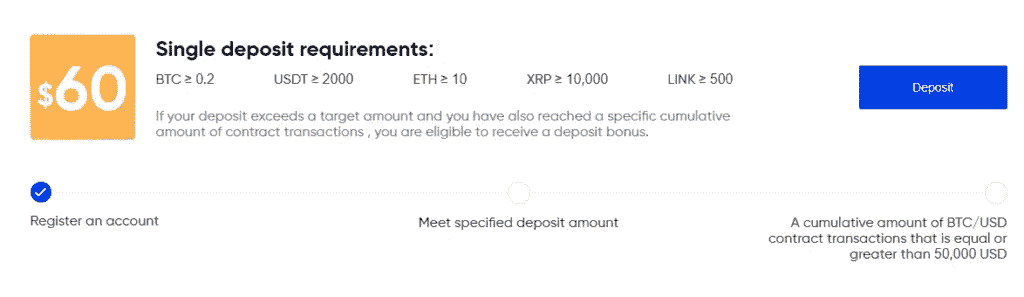 $60
Single deposit requirements:
BTC ≥ 0.2 USDT ≥ 2000 ETH ≥ 10 XRP ≥ 10,000 LINK ≥ 500
Deposit
If your deposit exceeds a target amount and you have also reached a specific cumulative
amount of contract transactions , you are eligible to receive a deposit bonus.
Register an account
Meet specified deposit amount
A cumulative amount of BTC/USD
contract transactions that is equal or
greater than 50,000 USD